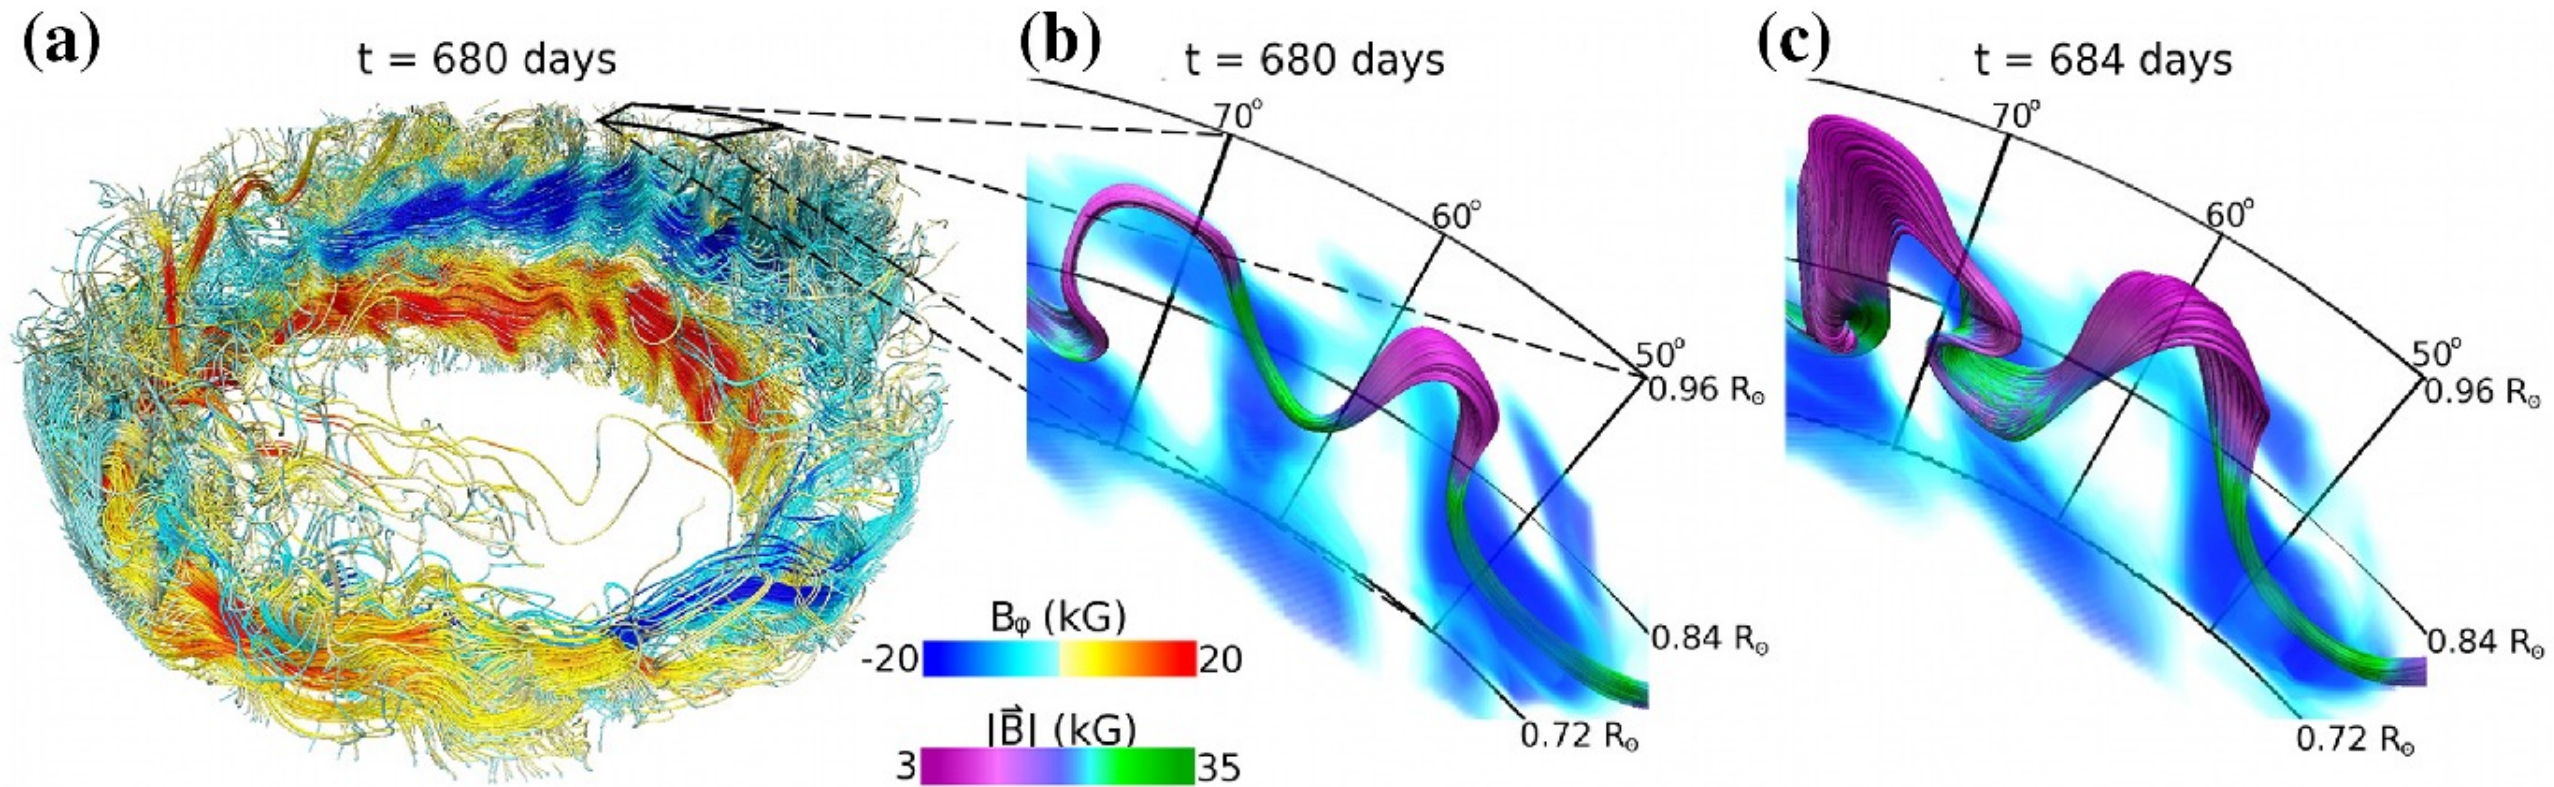 (a)
t = 680 days
Bφ (kG)
-20 20
|B⃗| (kG)
3 35
(b)
t = 680 days
70°
60°
50°
0.96 R⊙
0.84 R⊙
0.72 R⊙
(c)
t = 684 days
70°
60°
50°
0.96 R⊙
0.84 R⊙
0.72 R⊙